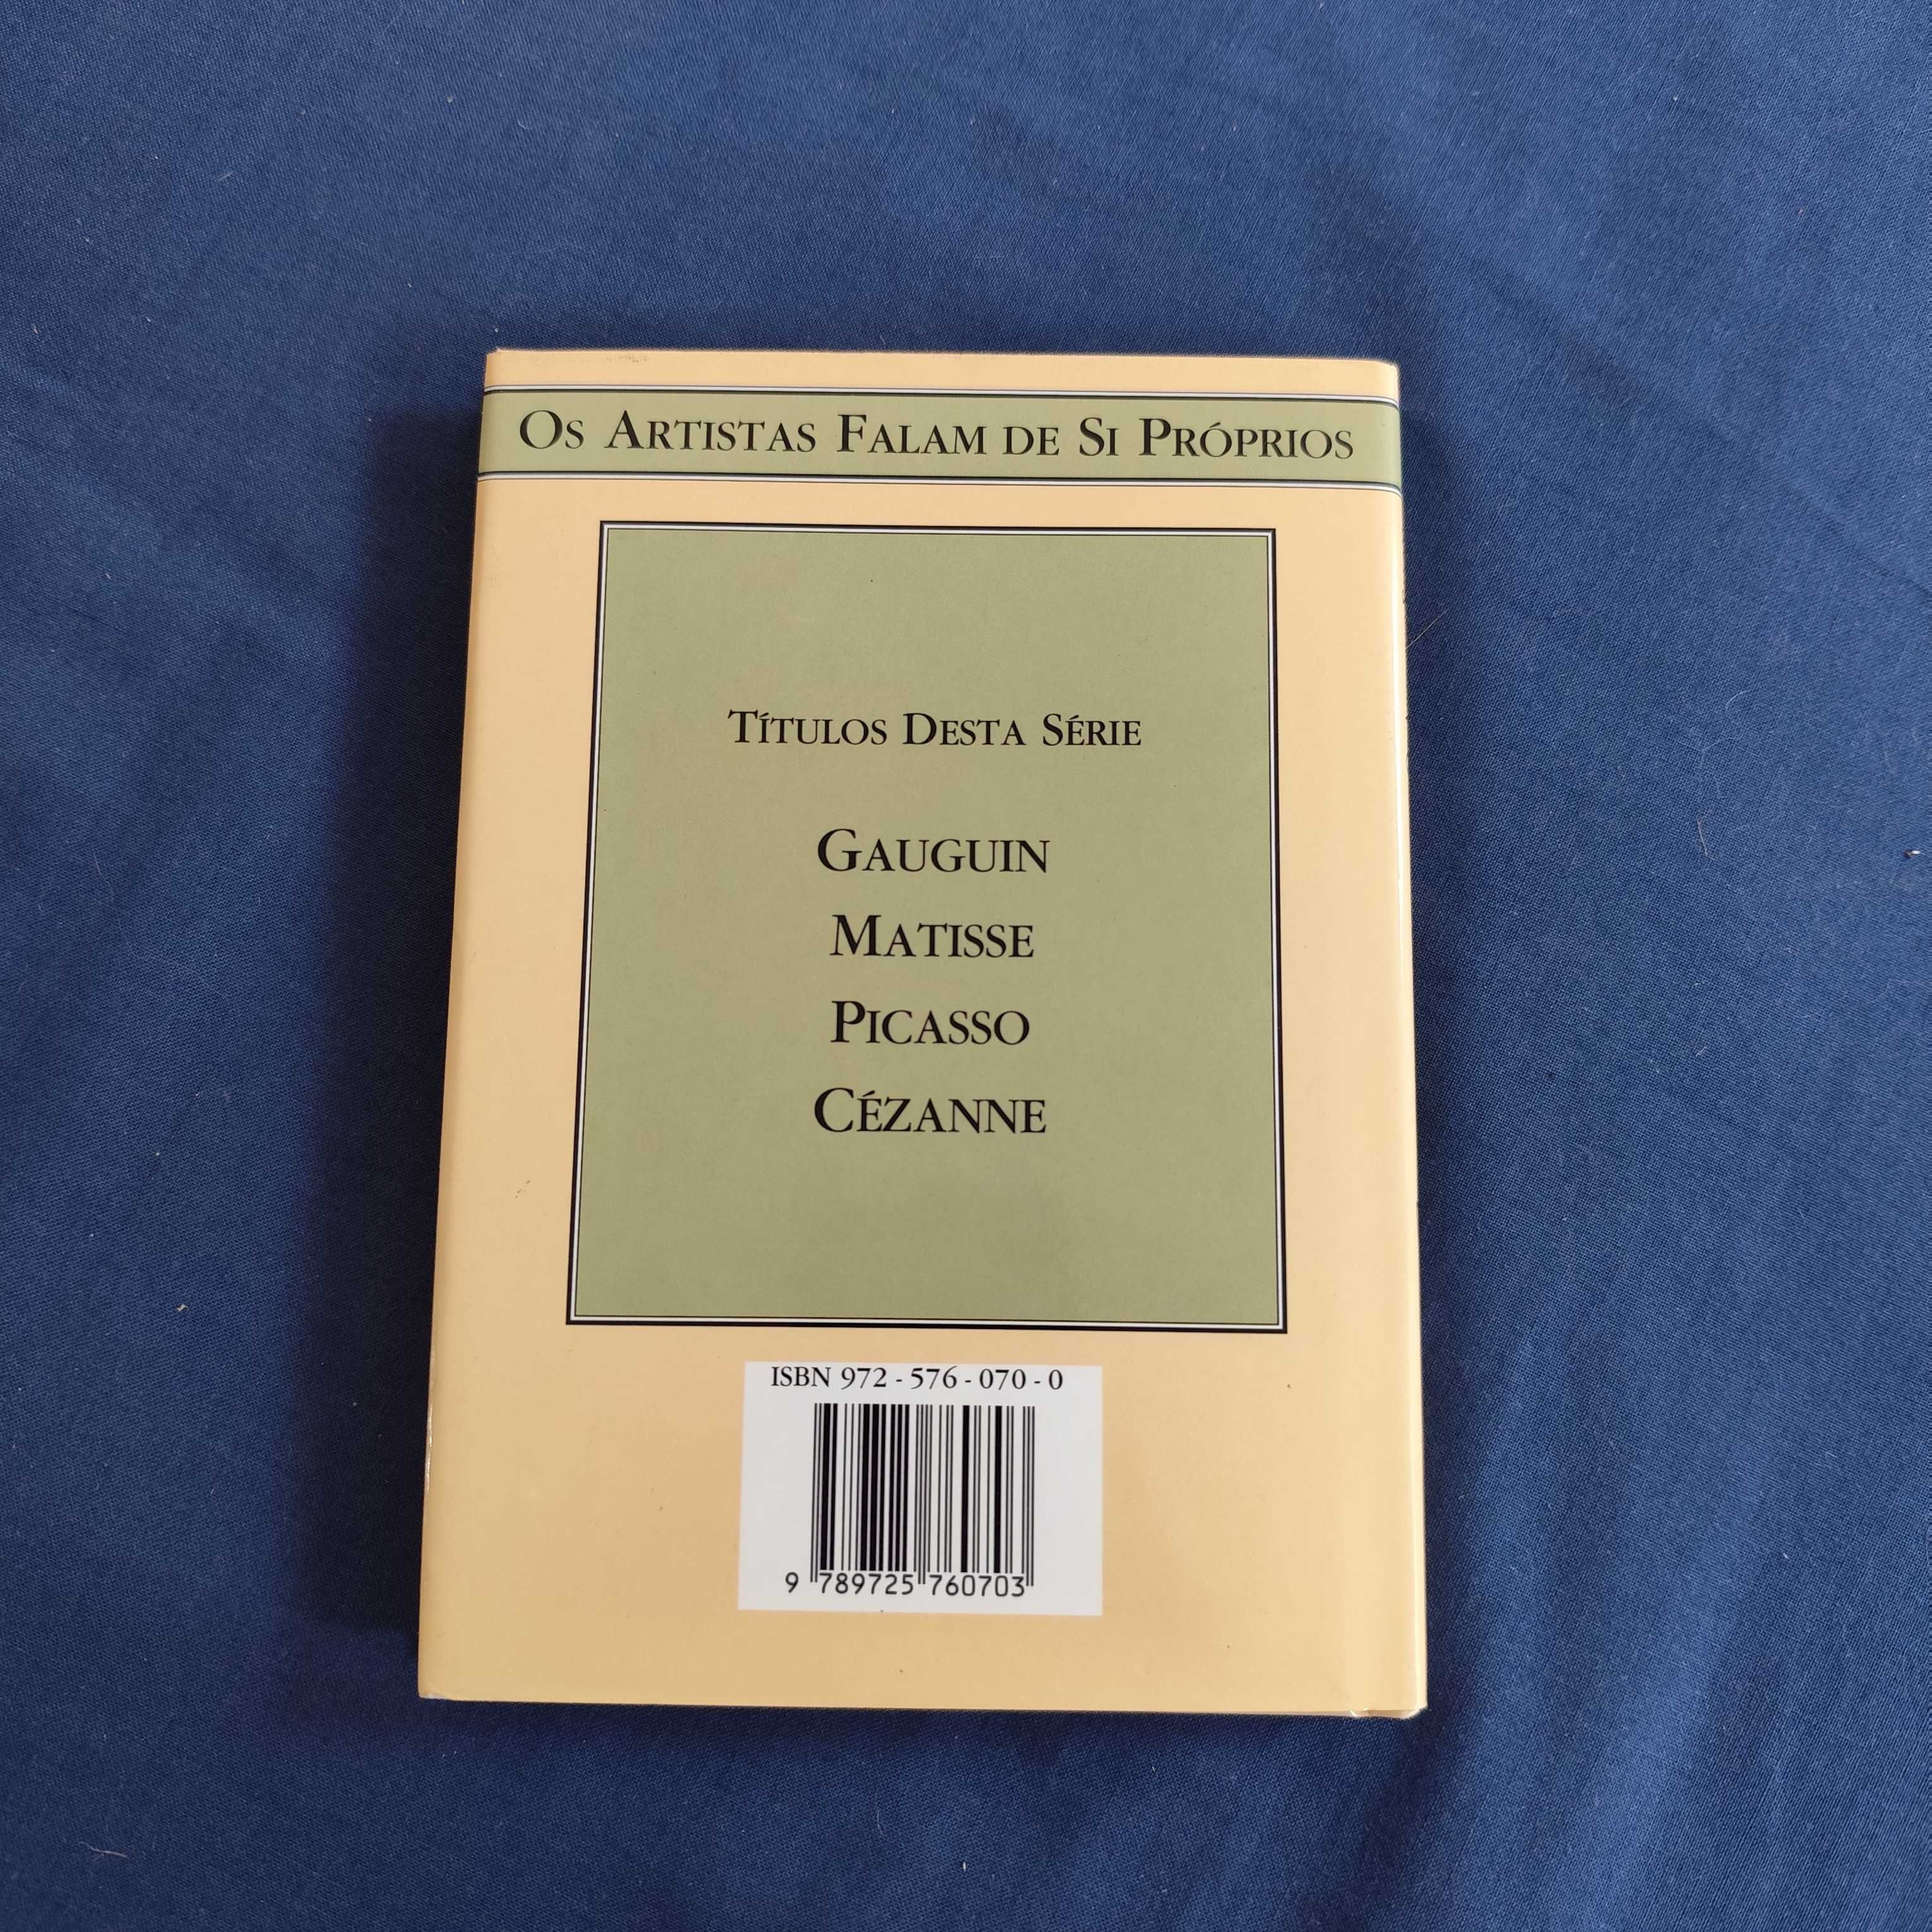 Os Artistas Falam de Si Próprios
Títulos Desta Série
Gauguin
Matisse
Picasso
Cézanne
ISBN 972 - 576 - 070 - 0
9 789725 760703